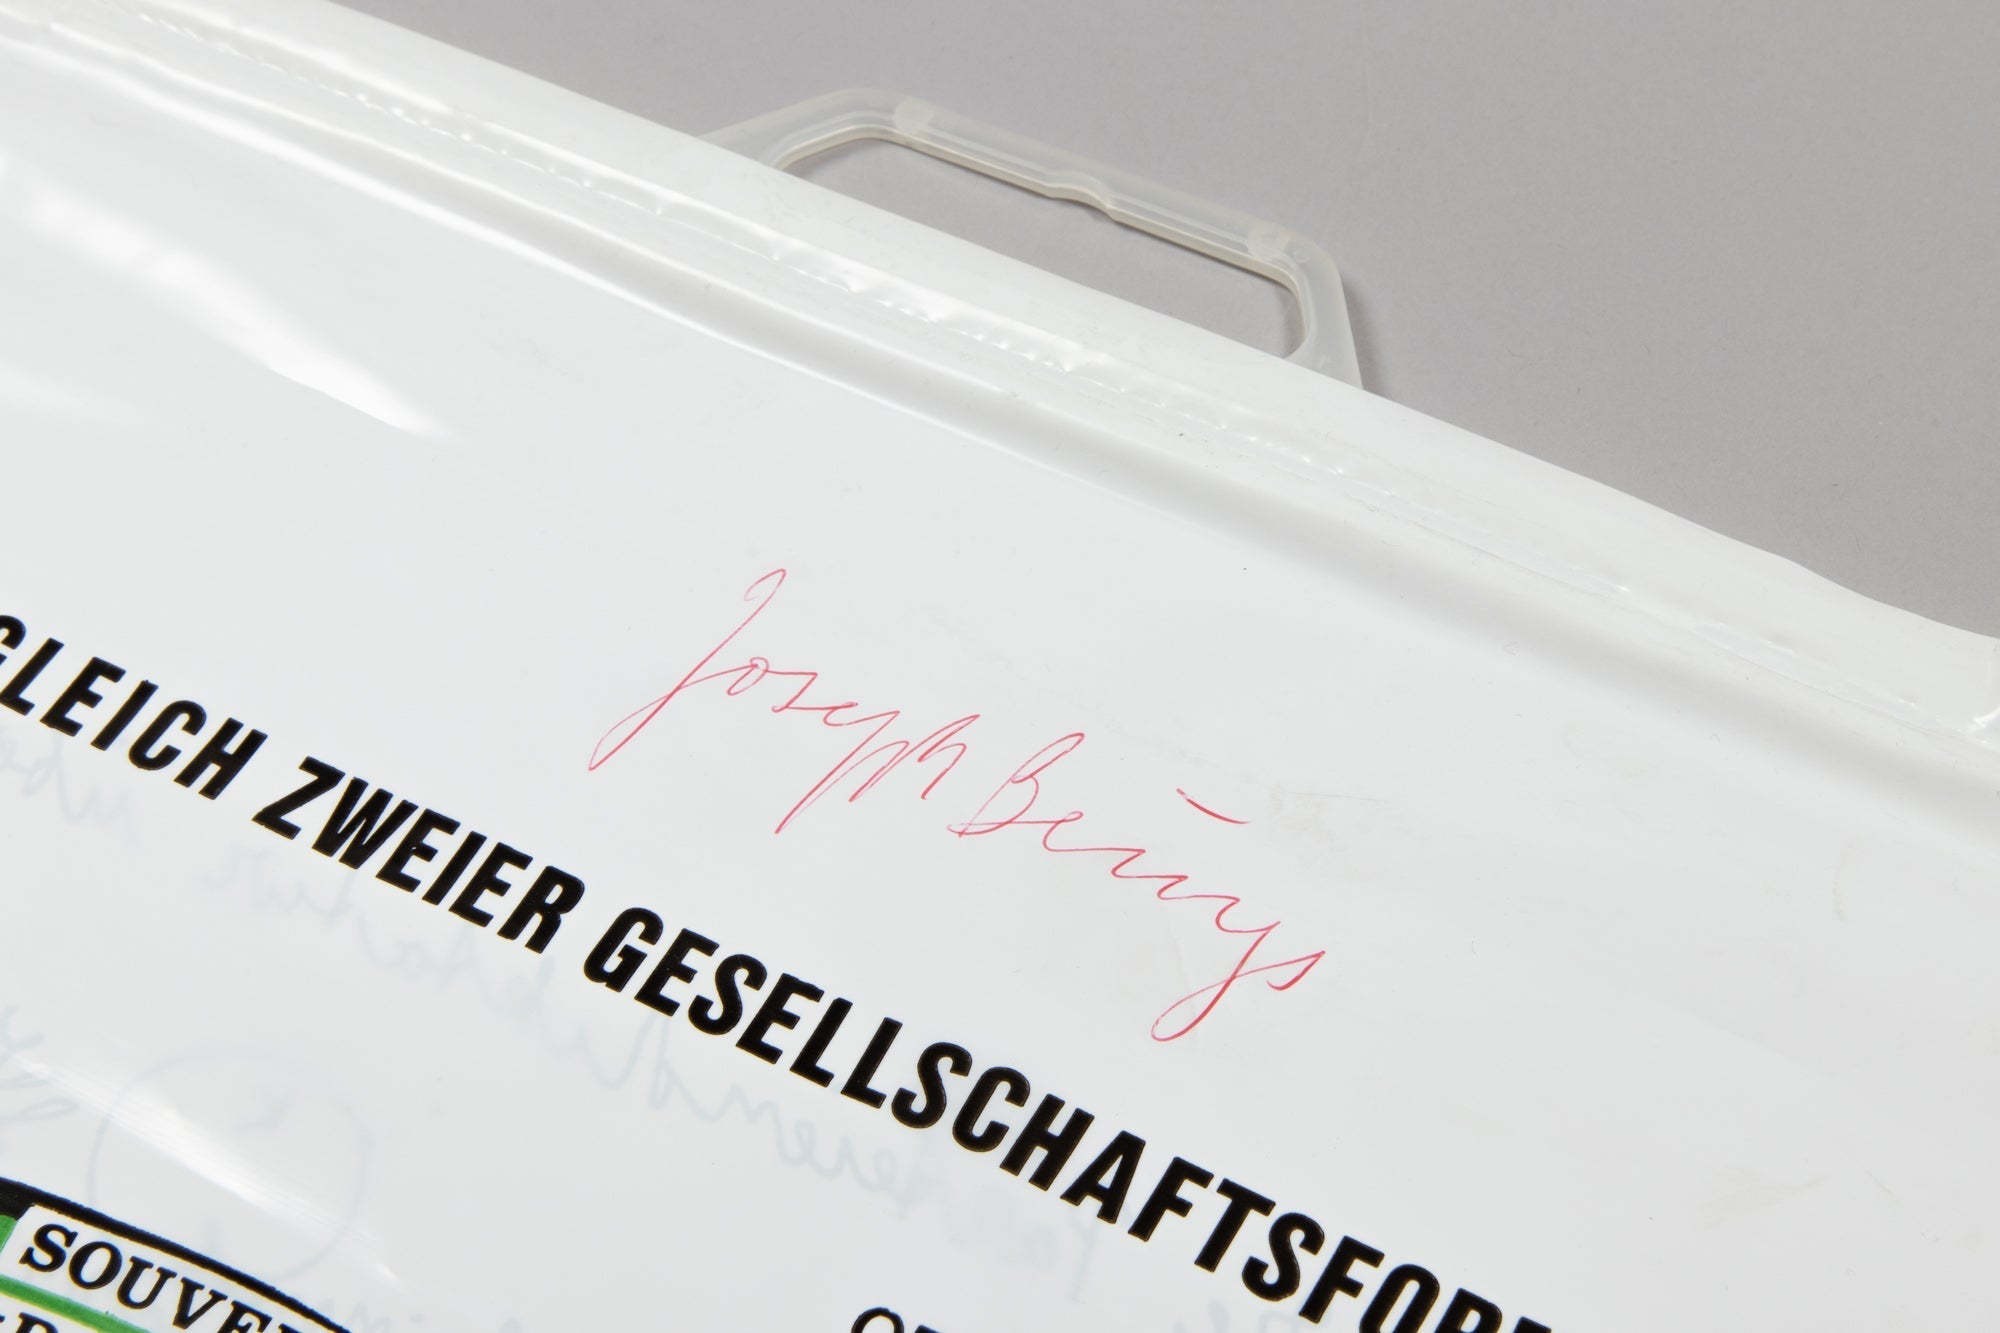 Joseph Beuys
GLEICH ZWEIER GESELLSCHAFTSFOR
SOUVE